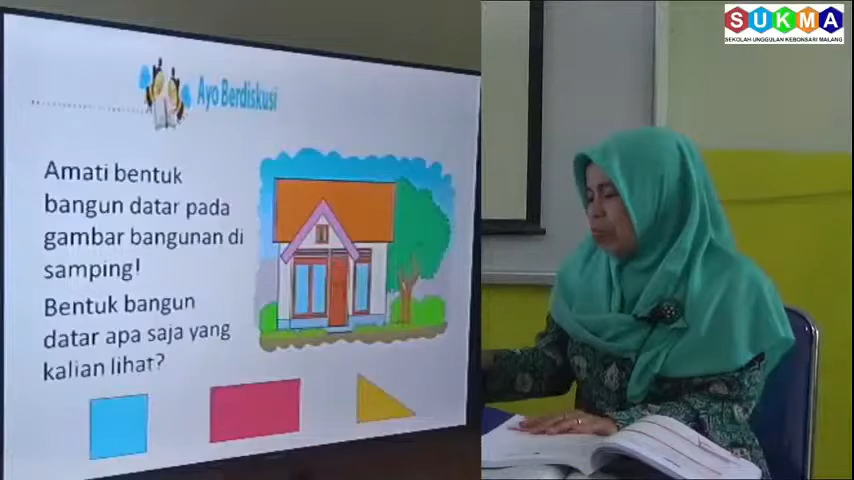 SUKMA
SEKOLAH UNGGULAN KEBONSARI MALANG
Ayo Berdiskusi
Amati bentuk
bangun datar pada
gambar bangunan di
samping!
Bentuk bangun
datar apa saja yang
kalian lihat?